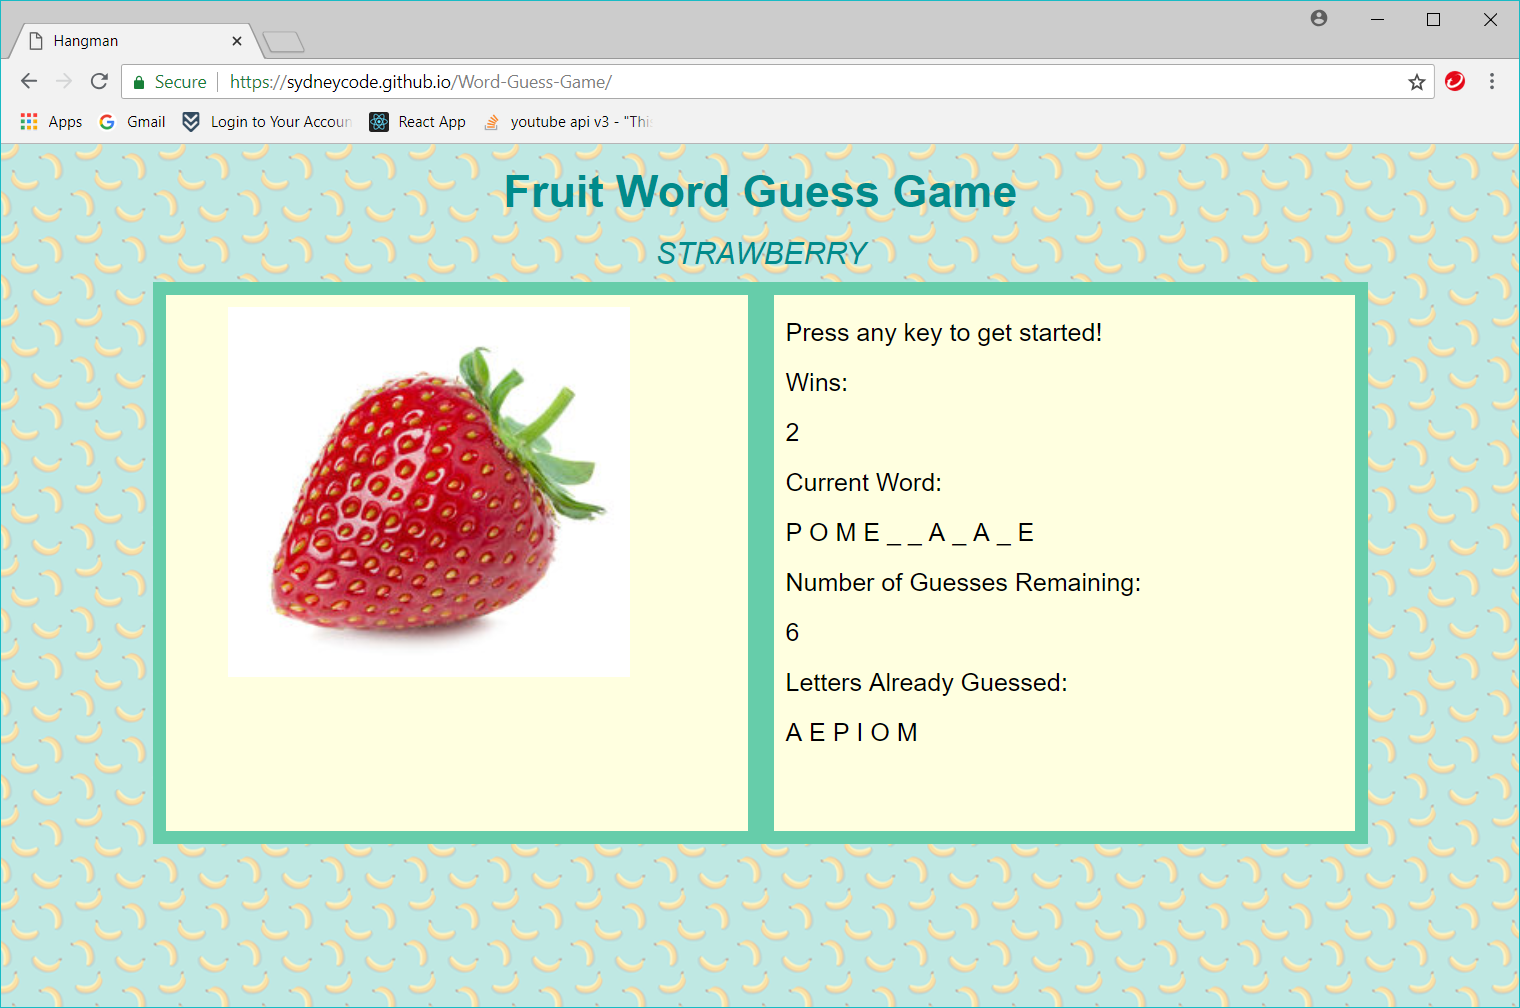 Hangman
Secure https://sydneycode.github.io/Word-Guess-Game/
Apps Gmail Login to Your Accoun React App youtube api v3 - "This
Fruit Word Guess Game
STRAWBERRY
Press any key to get started!
Wins:
2
Current Word:
P O M E _ _ A _ A _ E
Number of Guesses Remaining:
6
Letters Already Guessed:
A E P I O M